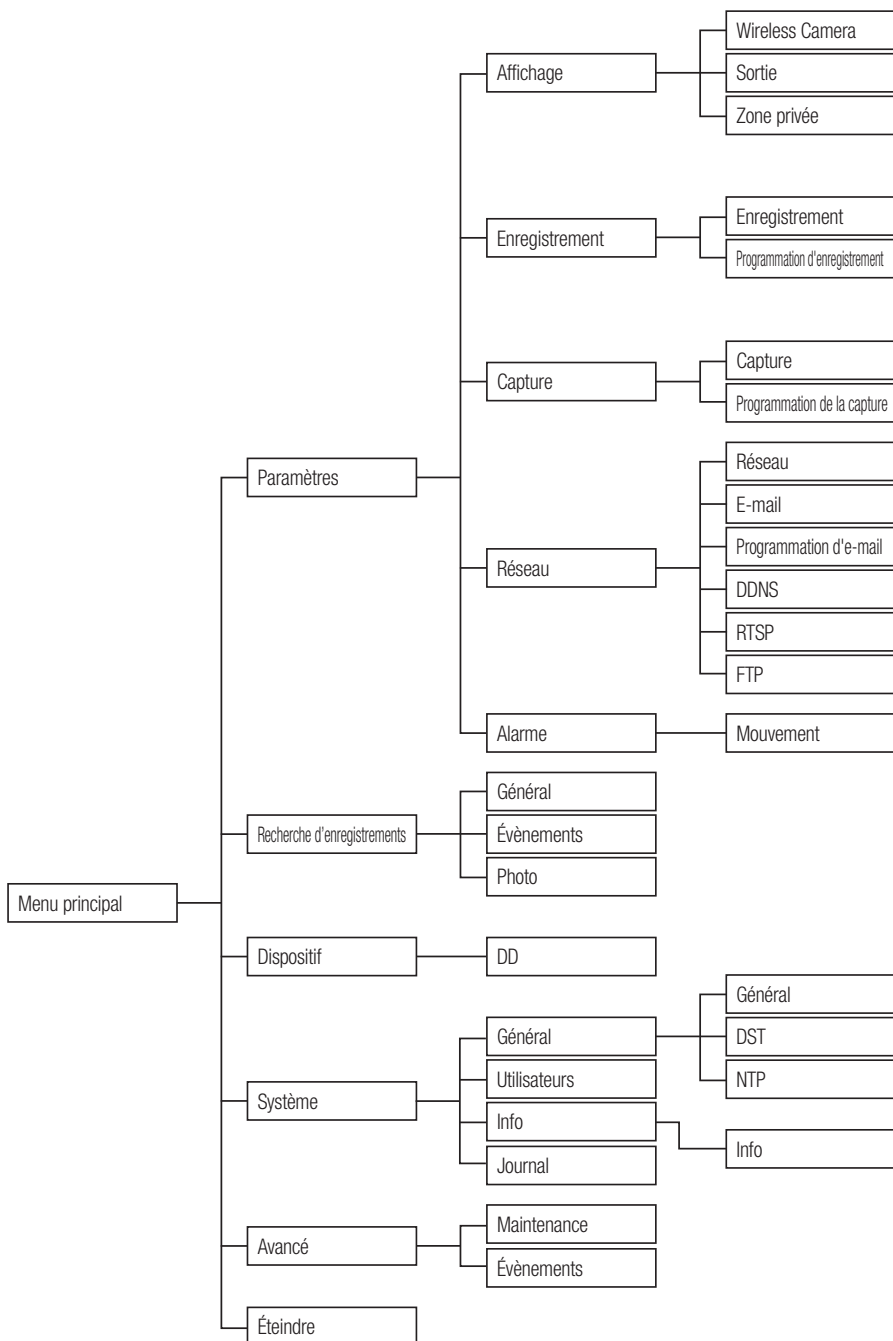 Menu principal
Paramètres
Affichage
Wireless Camera
Sortie
Zone privée
Enregistrement
Enregistrement
Programmation d'enregistrement
Capture
Capture
Programmation de la capture
Réseau
Réseau
E-mail
Programmation d'e-mail
DDNS
RTSP
FTP
Alarme
Mouvement
Recherche d'enregistrements
Général
Évènements
Photo
Dispositif
DD
Système
Général
Général
DST
NTP
Utilisateurs
Info
Info
Journal
Avancé
Maintenance
Évènements
Éteindre